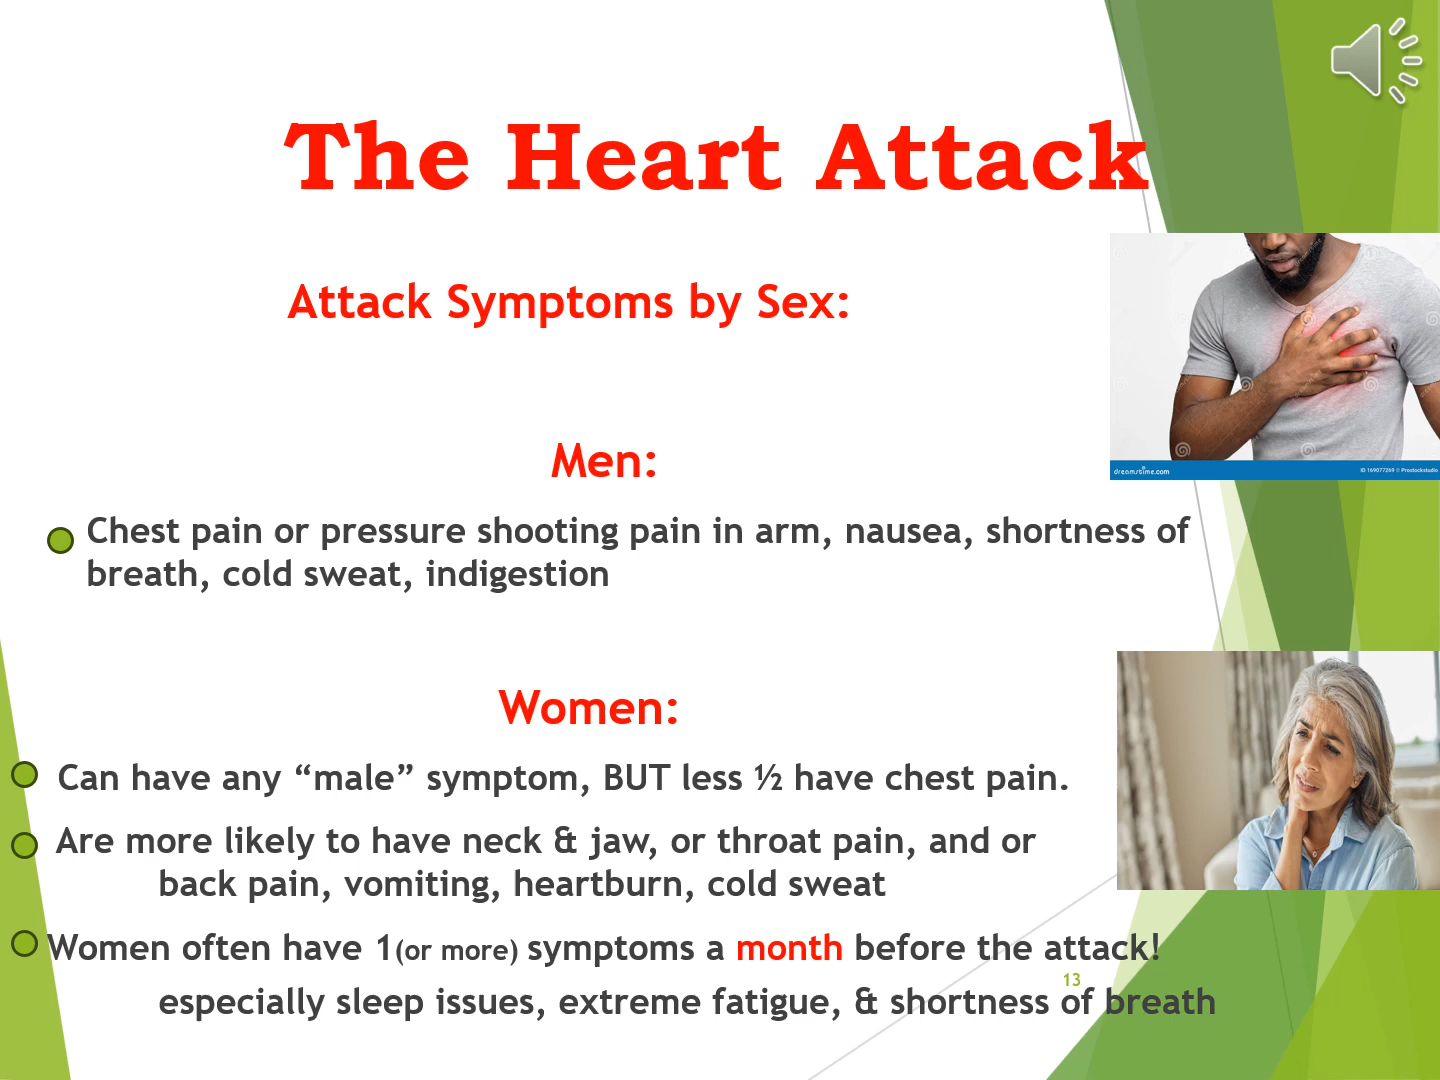 The Heart Attack
Attack Symptoms by Sex:
Men:
Chest pain or pressure shooting pain in arm, nausea, shortness of
breath, cold sweat, indigestion
dreamstime.com
ID 169377269 © Prostockstudio
Women:
Can have any “male” symptom, BUT less ½ have chest pain.
Are more likely to have neck & jaw, or throat pain, and or
back pain, vomiting, heartburn, cold sweat
Women often have 1(or more) symptoms a month before the attack!
13
especially sleep issues, extreme fatigue, & shortness of breath